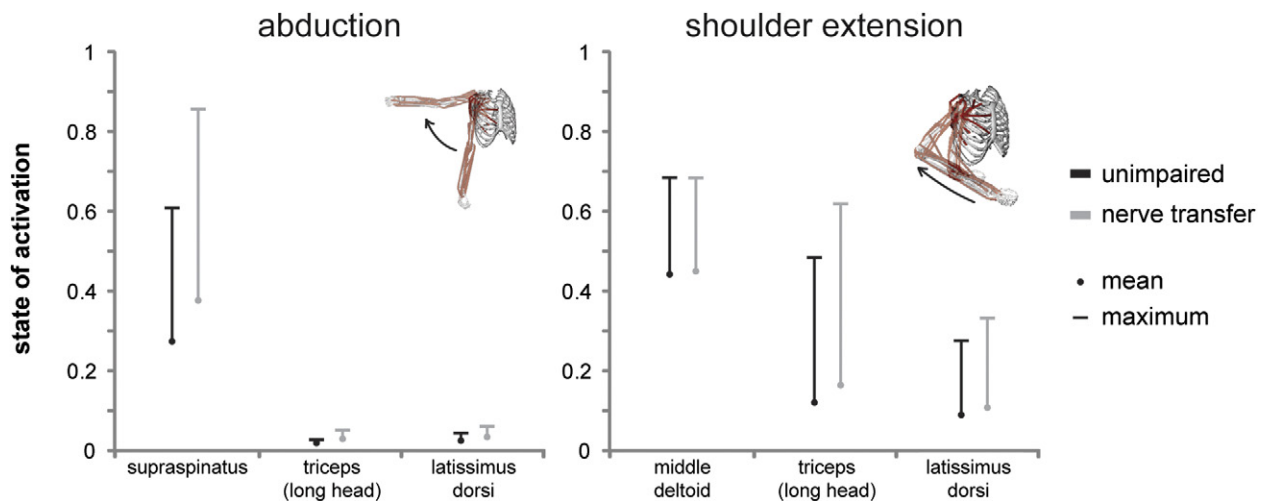 abduction
shoulder extension
state of activation
1
0.8
0.6
0.4
0.2
0
supraspinatus
triceps
(long head)
latissimus
dorsi
1
0.8
0.6
0.4
0.2
0
middle
deltoid
triceps
(long head)
latissimus
dorsi
unimpaired
nerve transfer
mean
maximum